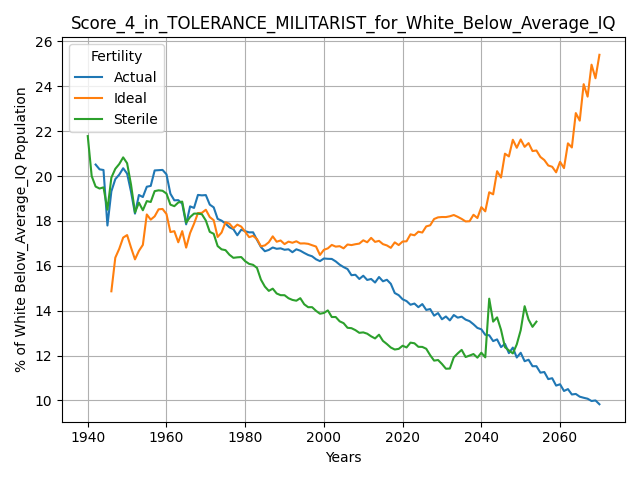 Score_4_in_TOLERANCE_MILITARIST_for_White_Below_Average_IQ
Fertility
Actual
Ideal
Sterile
% of White Below_Average_IQ Population
26
24
22
20
18
16
14
12
10
1940 1960 1980 2000 2020 2040 2060
Years